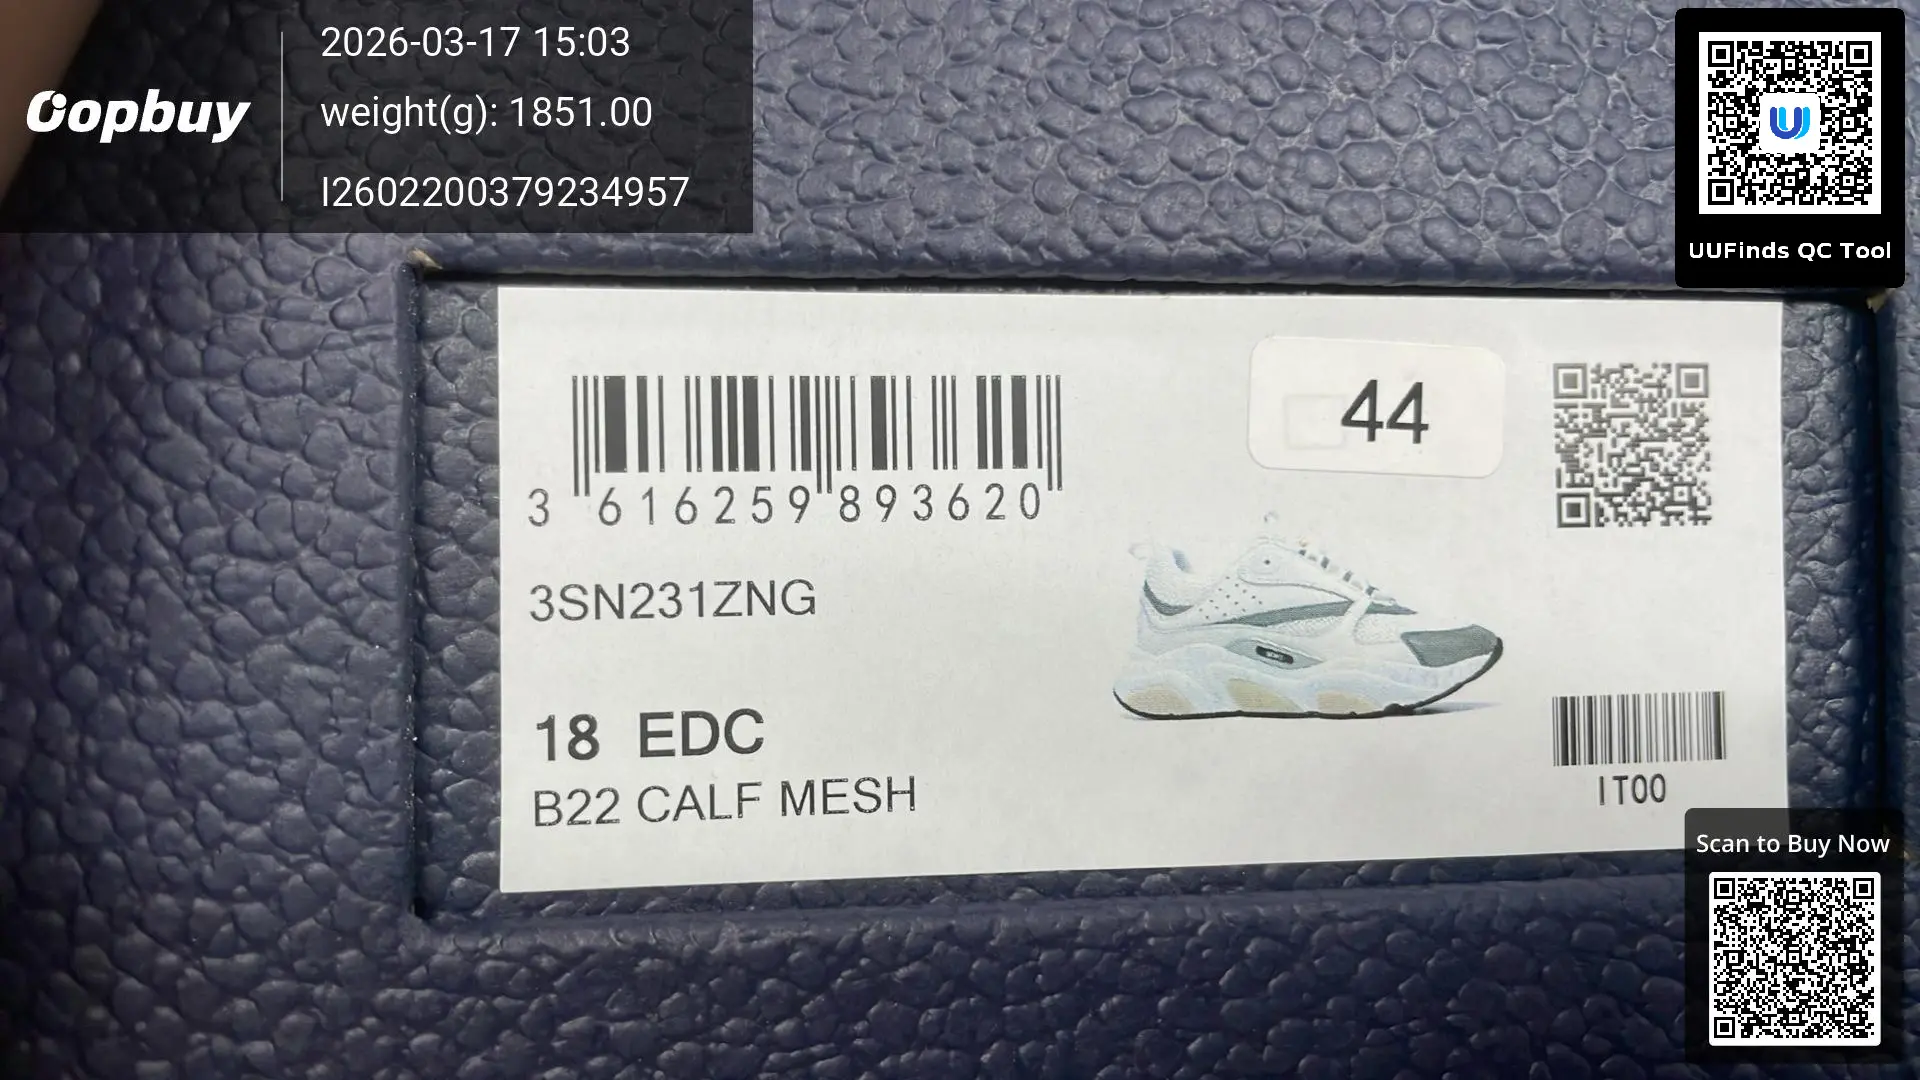 oopbuy
2026-03-17 15:03
weight(g): 1851.00
I2602200379234957
UUFinds QC Tool
44
3 616259 893620
3SN231ZNG
18 EDC
B22 CALF MESH
IT00
Scan to Buy Now